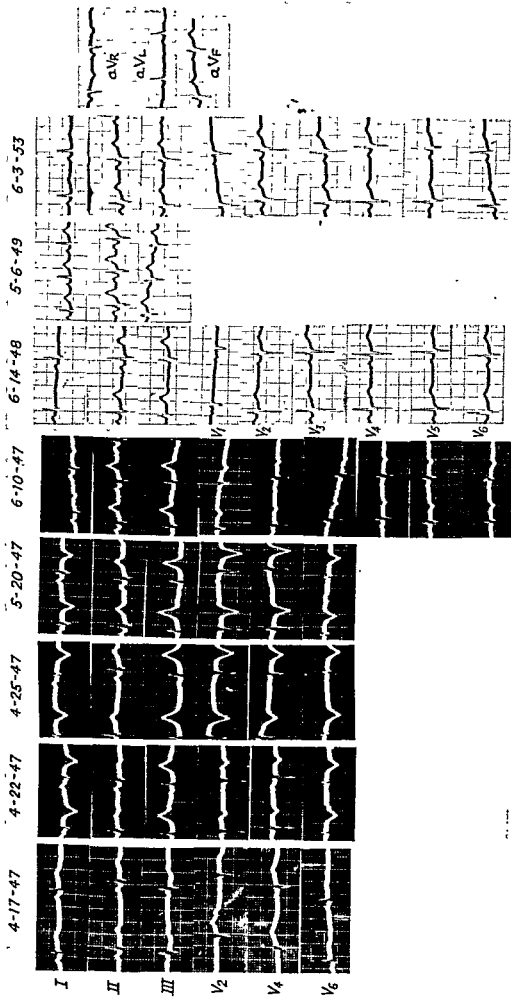 4-17-47
4-22-47
4-25-47
5-20-47
6-10-47
6-14-48
5-6-49
6-3-53
I
II
III
V2
V4
V6
V1
V2
V3
V4
V5
V6
aVR
aVL
aVF